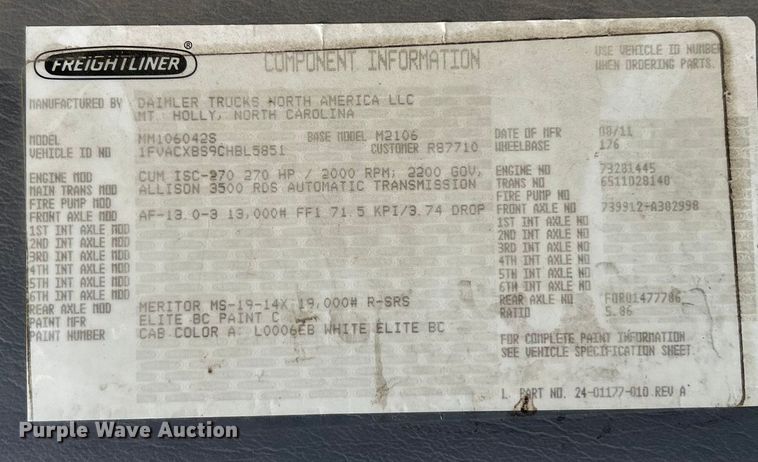 FREIGHTLINER
COMPONENT INFORMATION
USE VEHICLE ID NUMBER
WHEN ORDERING PARTS.
MANUFACTURED BY DAIMLER TRUCKS NORTH AMERICA LLC
MT. HOLLY, NORTH CAROLINA
MODEL MM106042S BASE MODEL M2106 DATE OF MFR 08/11
VEHICLE ID NO 1FVACXBS9CHBL5851 CUSTOMER R87710 WHEELBASE 176
ENGINE MOD CUM ISC-270 270 HP / 2000 RPM; 2200 GOV, ENGINE NO 73281445
MAIN TRANS MOD ALLISON 3500 RDS AUTOMATIC TRANSMISSION TRANS NO 6511028140
FIRE PUMP MOD FIRE PUMP NO
FRONT AXLE MOD AF-13.0-3 13,000# FF1 71.5 KPI/3.74 DROP FRONT AXLE NO 739912-A302998
1ST INT AXLE MOD 1ST INT AXLE NO
2ND INT AXLE MOD 2ND INT AXLE NO
3RD INT AXLE MOD 3RD INT AXLE NO
4TH INT AXLE MOD 4TH INT AXLE NO
5TH INT AXLE MOD 5TH INT AXLE NO
6TH INT AXLE MOD 6TH INT AXLE NO
REAR AXLE MOD MERITOR MS-19-14X 19,000# R-SRS REAR AXLE NO
PAINT MFR ELITE BC PAINT C RATIO 5.86
PAINT NUMBER CAB COLOR A: L0006EB WHITE ELITE BC
FOR COMPLETE PAINT INFORMATION
SEE VEHICLE SPECIFICATION SHEET
PART NO. 24-01177-010 REV A
Purple Wave Auction